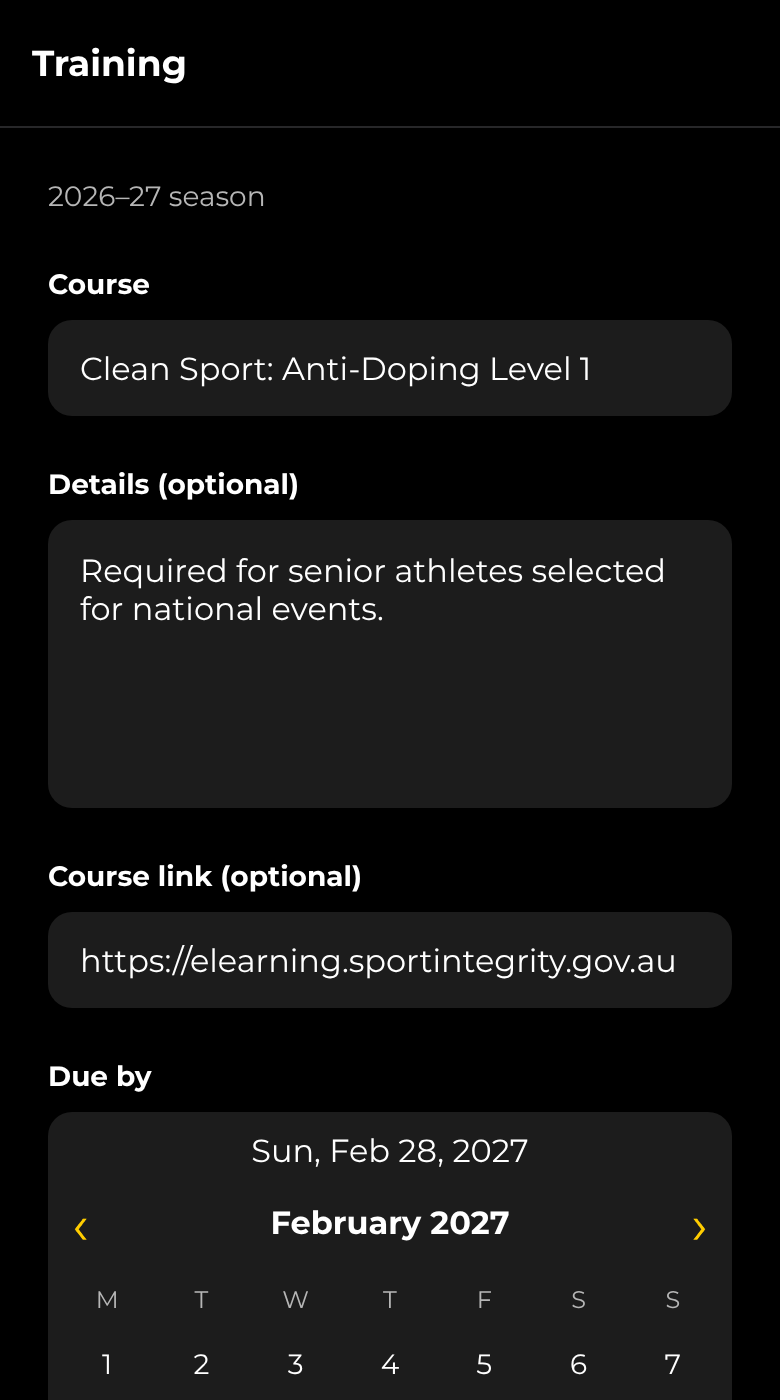 Training
2026–27 season
Course
Clean Sport: Anti-Doping Level 1
Details (optional)
Required for senior athletes selected
for national events.
Course link (optional)
https://elearning.sportintegrity.gov.au
Due by
Sun, Feb 28, 2027
‹ February 2027 ›
M T W T F S S
1 2 3 4 5 6 7